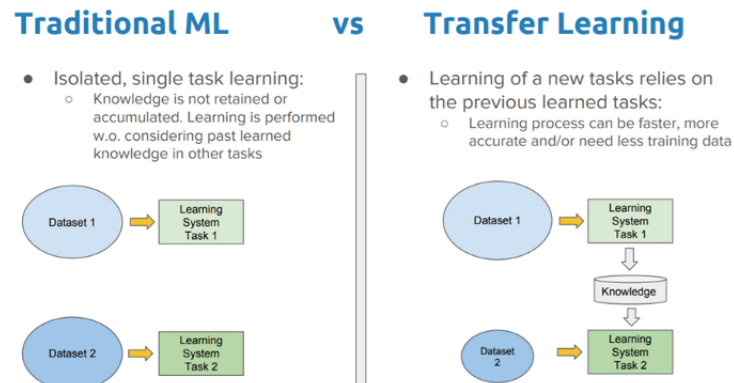 Traditional ML vs Transfer Learning
● Isolated, single task learning:
○ Knowledge is not retained or
accumulated. Learning is performed
w.o. considering past learned
knowledge in other tasks
Dataset 1
Learning
System
Task 1
Dataset 2
Learning
System
Task 2
● Learning of a new tasks relies on
the previous learned tasks:
○ Learning process can be faster, more
accurate and/or need less training data
Dataset 1
Learning
System
Task 1
Knowledge
Dataset
2
Learning
System
Task 2